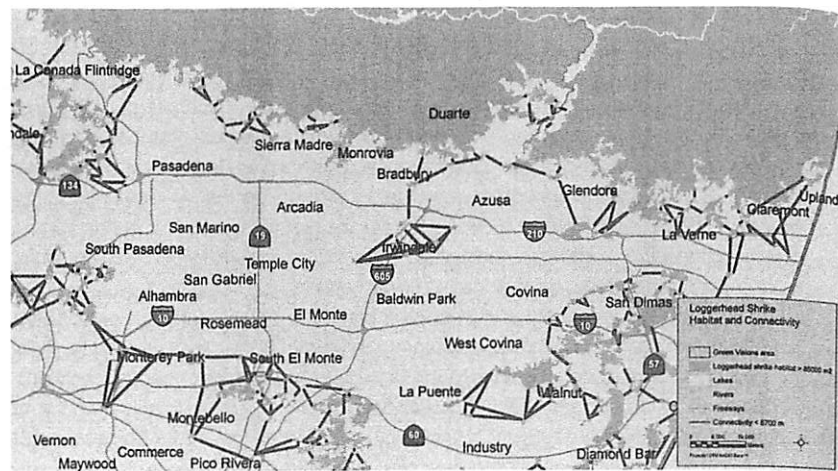 La Canada Flintridge
Duarte
Sierra Madre
Monrovia
Bradbury
Pasadena
134
Azusa
Glendora
Upland
Claremont
Arcadia
San Marino
19
210
La Verne
Irwindale
South Pasadena
Temple City
605
San Gabriel
Baldwin Park
Covina
San Dimas
Alhambra
10
Rosemead
El Monte
10
West Covina
Monterey Park
South El Monte
57
La Puente
Walnut
Montebello
60
Vernon
Commerce
Industry
Diamond Bar
Maywood
Pico Rivera
Loggerhead Shrike
Habitat and Connectivity
Green Visions area
Loggerhead shrike habitat >
Lakes
Rivers
Freeways
Connectivity <